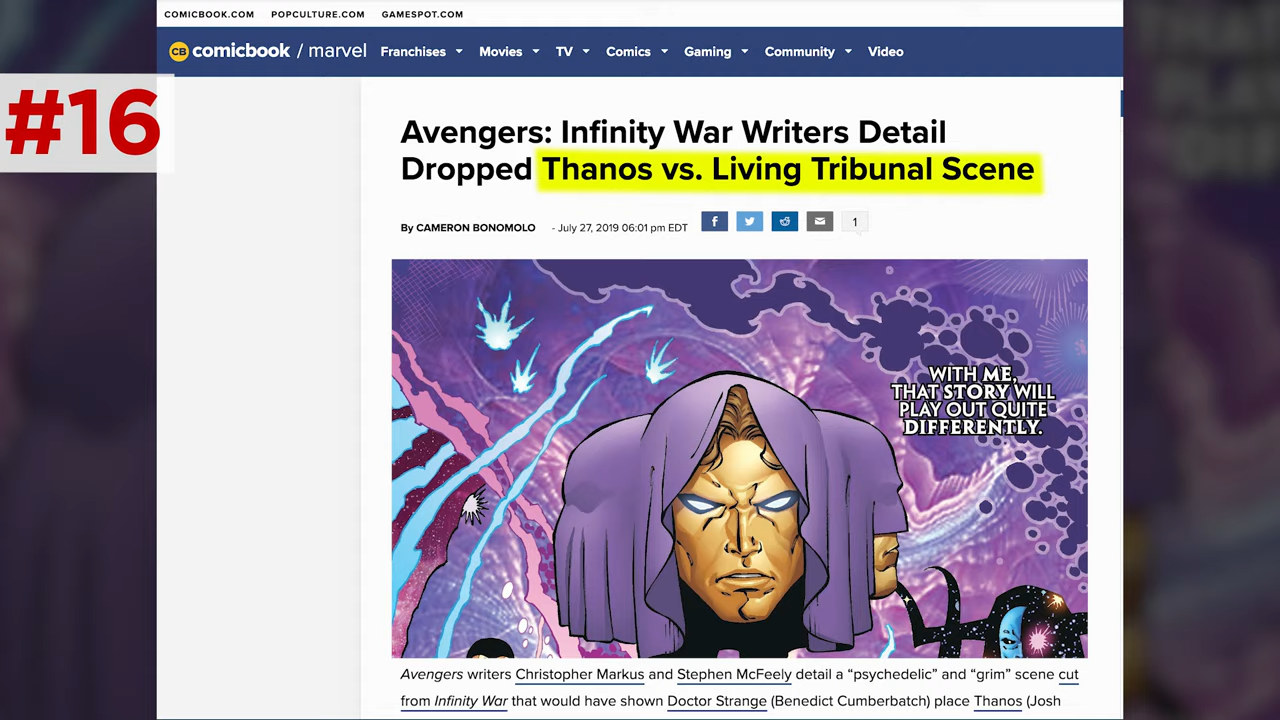 COMICBOOK.COM POPCULTURE.COM GAMESPOT.COM
CB comicbook / marvel Franchises Movies TV Comics Gaming Community Video
#16
Avengers: Infinity War Writers Detail
Dropped Thanos vs. Living Tribunal Scene
By CAMERON BONOMOLO - July 27, 2019 06:01 pm EDT f 1
WITH ME,
THAT STORY WILL
PLAY OUT QUITE
DIFFERENTLY.
Avengers writers Christopher Markus and Stephen McFeely detail a “psychedelic” and “grim” scene cut
from Infinity War that would have shown Doctor Strange (Benedict Cumberbatch) place Thanos (Josh